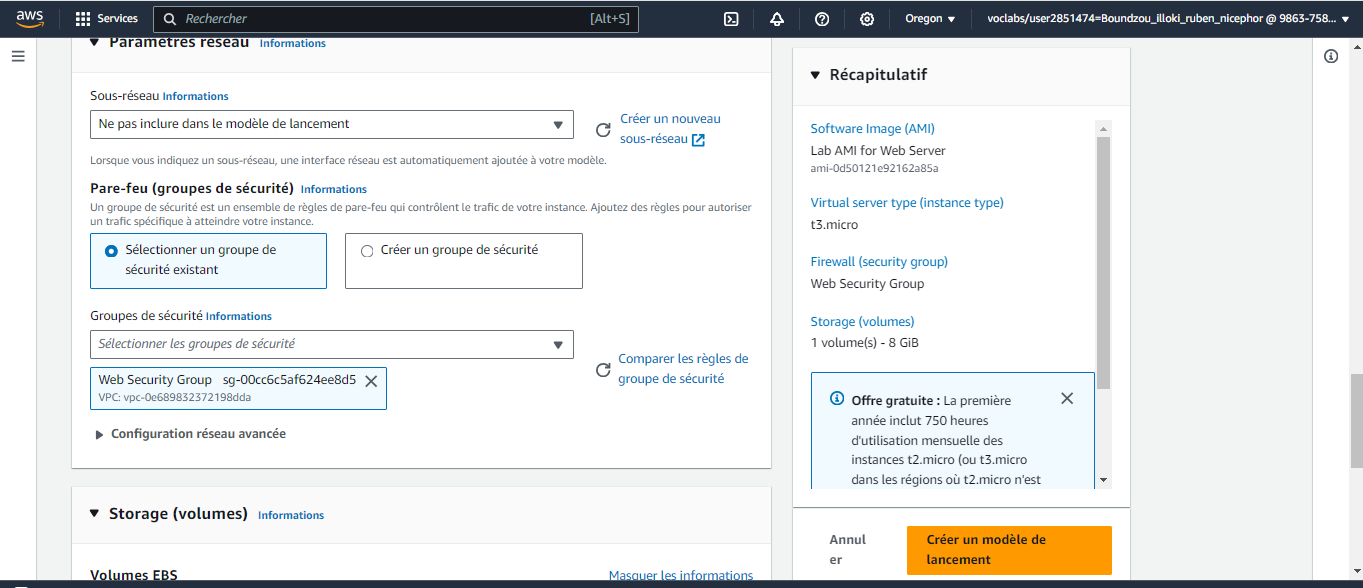 aws
Services
Rechercher
[Alt+S]
Oregon
voclabs/user2851474=Boundzou_illoki_ruben_nicephor @ 9863-758...
Paramètres réseau Informations
Sous-réseau Informations
Ne pas inclure dans le modèle de lancement
Créer un nouveau
sous-réseau
Lorsque vous indiquez un sous-réseau, une interface réseau est automatiquement ajoutée à votre modèle.
Pare-feu (groupes de sécurité) Informations
Un groupe de sécurité est un ensemble de règles de pare-feu qui contrôlent le trafic de votre instance. Ajoutez des règles pour autoriser
un trafic spécifique à atteindre votre instance.
Sélectionner un groupe de
sécurité existant
Créer un groupe de sécurité
Groupes de sécurité Informations
Sélectionner les groupes de sécurité
Comparer les règles de
groupe de sécurité
Web Security Group sg-00cc6c5af624ee8d5
VPC: vpc-0e689832372198dda
Configuration réseau avancée
Storage (volumes) Informations
Volumes EBS
Masquer les informations
Récapitulatif
Software Image (AMI)
Lab AMI for Web Server
ami-0d50121e92162a85a
Virtual server type (instance type)
t3.micro
Firewall (security group)
Web Security Group
Storage (volumes)
1 volume(s) - 8 GiB
Offre gratuite : La première
année inclut 750 heures
d'utilisation mensuelle des
instances t2.micro (ou t3.micro
dans les régions où t2.micro n'est
Annul
er
Créer un modèle de
lancement